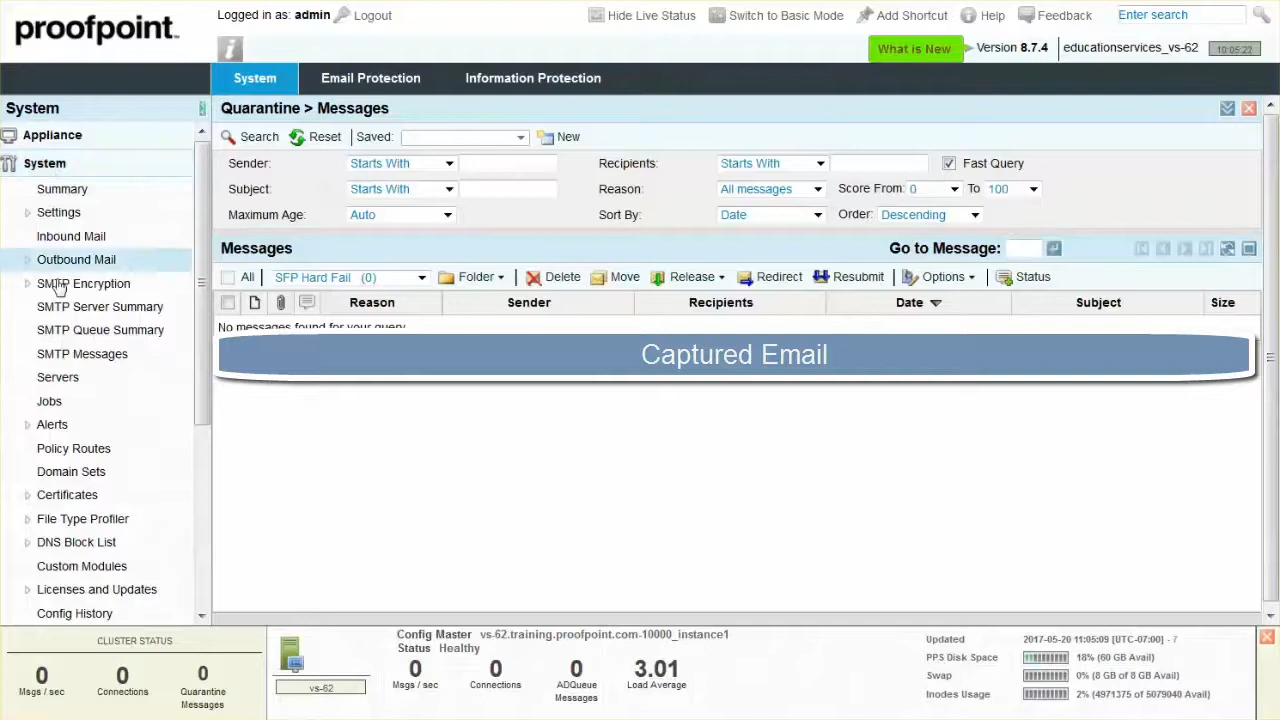 proofpoint
Logged in as: admin Logout Hide Live Status Switch to Basic Mode Add Shortcut Help Feedback Enter search
What is New Version 8.7.4 educationservices_vs-62 10:05:22
System Email Protection Information Protection
System
Appliance
System
Summary
Settings
Inbound Mail
Outbound Mail
SMTP Encryption
SMTP Server Summary
SMTP Queue Summary
SMTP Messages
Servers
Jobs
Alerts
Policy Routes
Domain Sets
Certificates
File Type Profiler
DNS Block List
Custom Modules
Licenses and Updates
Config History
Quarantine > Messages
Search Reset Saved: New
Sender: Starts With Recipients: Starts With Fast Query
Subject: Starts With Reason: All messages Score From: 0 To 100
Maximum Age: Auto Sort By: Date Order: Descending
Messages Go to Message:
All SFP Hard Fail (0) Folder Delete Move Release Redirect Resubmit Options Status
Reason Sender Recipients Date Subject Size
No messages found for your query
Captured Email
CLUSTER STATUS
0 0 0
Msgs / sec Connections Quarantine
Messages
vs-62
Config Master vs-62.training.proofpoint.com-10000_instance1
Status Healthy
0 0 0 3.01
Msgs / sec Connections ADQueue Load Average
Messages
Updated 2017-05-20 11:05:09 [UTC-07:00] - 7
PPS Disk Space 18% (60 GB Avail)
Swap 0% (8 GB of 8 GB Avail)
Inodes Usage 2% (4971375 of 5079040 Avail)